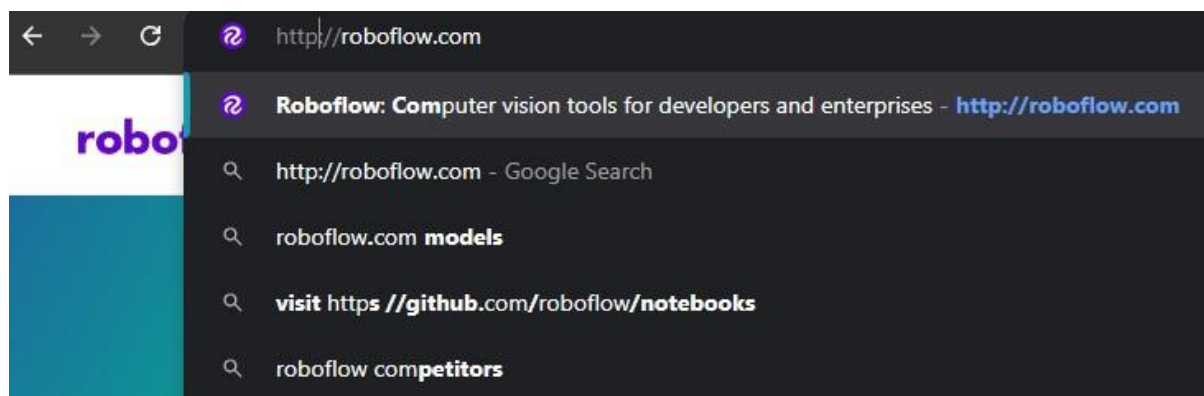 http://roboflow.com
Roboflow: Computer vision tools for developers and enterprises - http://roboflow.com
robof
http://roboflow.com - Google Search
roboflow.com models
visit https //github.com/roboflow/notebooks
roboflow competitors